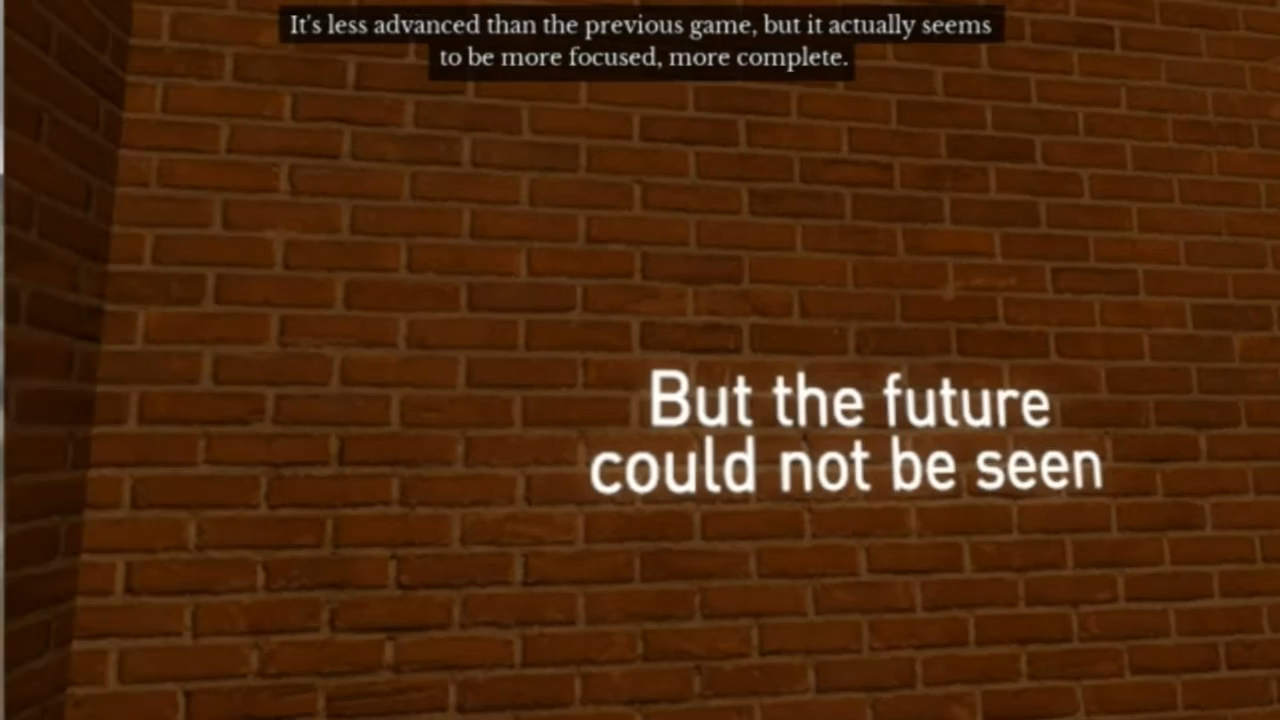 It's less advanced than the previous game, but it actually seems
to be more focused, more complete.
But the future
could not be seen